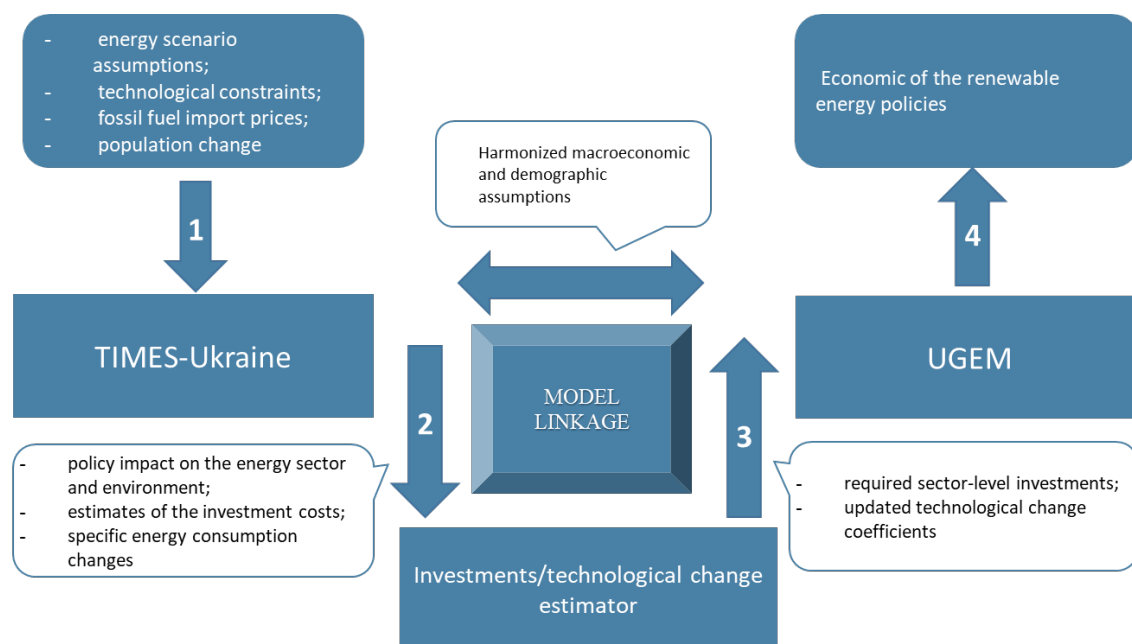 - energy scenario
assumptions;
- technological constraints;
- fossil fuel import prices;
- population change
Economic of the renewable
energy policies
Harmonized macroeconomic
and demographic
assumptions
1
4
TIMES-Ukraine
UGEM
MODEL
LINKAGE
2
3
- policy impact on the energy sector
and environment;
- estimates of the investment costs;
- specific energy consumption
changes
- required sector-level investments;
- updated technological change
coefficients
Investments/technological change
estimator